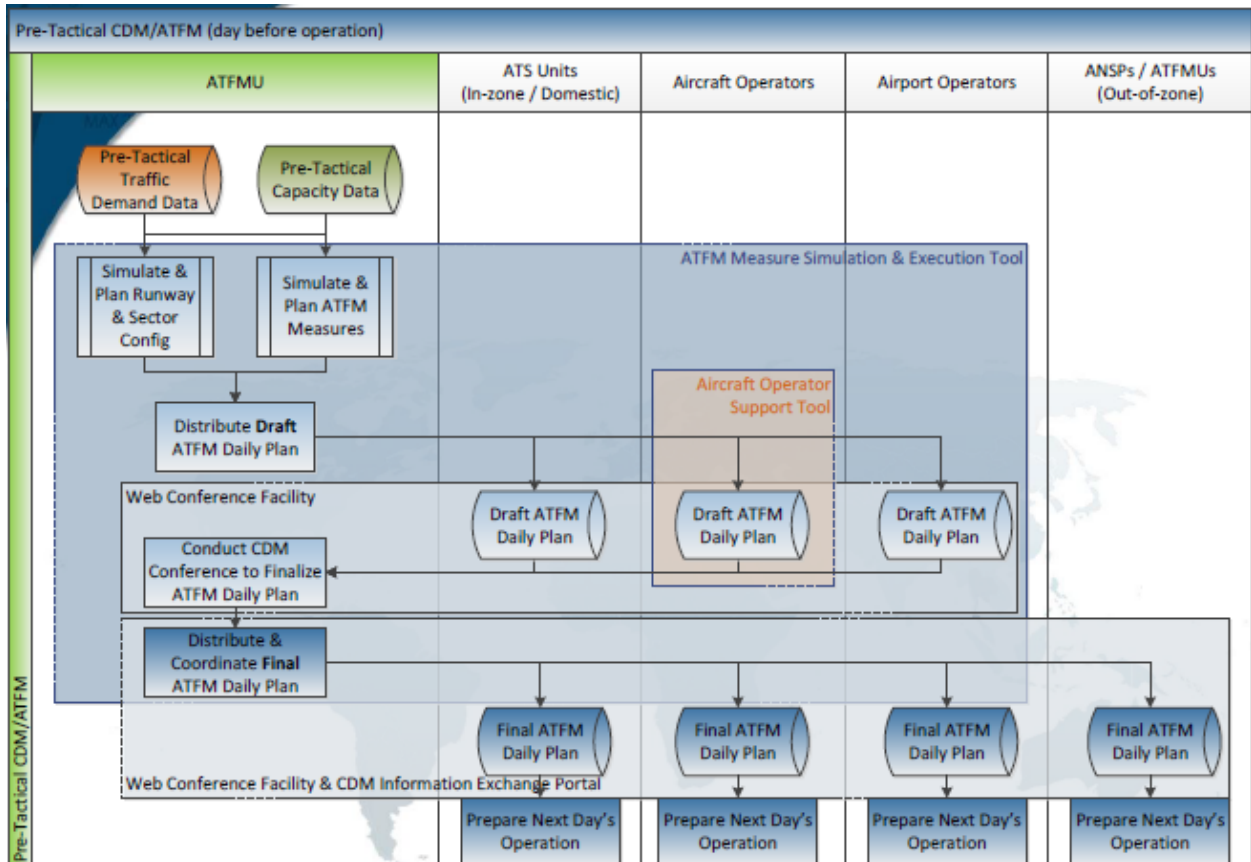 Pre-Tactical CDM/ATFM (day before operation)
ATFMU
ATS Units
(In-zone / Domestic)
Aircraft Operators
Airport Operators
ANSPs / ATFMUs
(Out-of-zone)
Pre-Tactical
Traffic
Demand Data
Pre-Tactical
Capacity Data
ATFM Measure Simulation & Execution Tool
Simulate &
Plan Runway
& Sector
Config
Simulate &
Plan ATFM
Measures
Aircraft Operator
Support Tool
Distribute Draft
ATFM Daily Plan
Web Conference Facility
Draft ATFM
Daily Plan
Draft ATFM
Daily Plan
Draft ATFM
Daily Plan
Conduct CDM
Conference to Finalize
ATFM Daily Plan
Distribute &
Coordinate Final
ATFM Daily Plan
Final ATFM
Daily Plan
Final ATFM
Daily Plan
Final ATFM
Daily Plan
Final ATFM
Daily Plan
Web Conference Facility & CDM Information Exchange Portal
Prepare Next Day's
Operation
Prepare Next Day's
Operation
Prepare Next Day's
Operation
Prepare Next Day's
Operation
Pre-Tactical CDM/ATFM